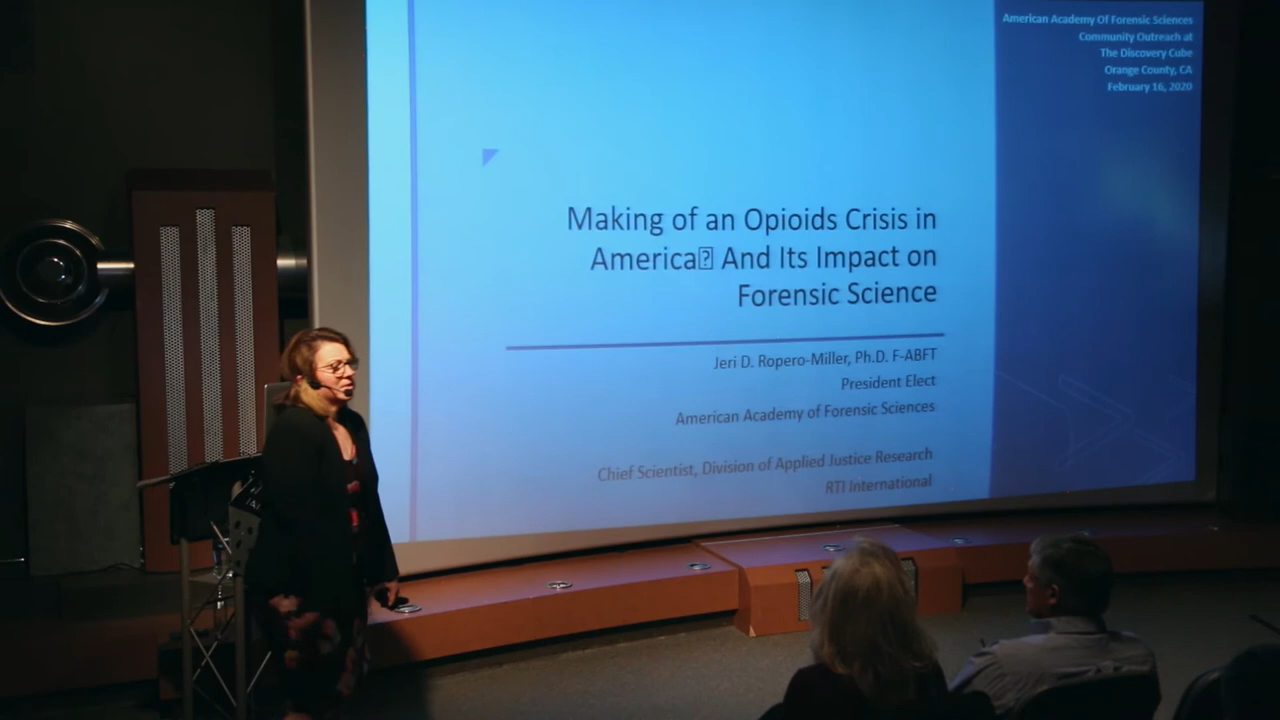 American Academy Of Forensic Sciences
Community Outreach at
The Discovery Cube
Orange County, CA
February 16, 2020
Making of an Opioids Crisis in
America⍰ And Its Impact on
Forensic Science
Jeri D. Ropero-Miller, Ph.D. F-ABFT
President Elect
American Academy of Forensic Sciences
Chief Scientist, Division of Applied Justice Research
RTI International